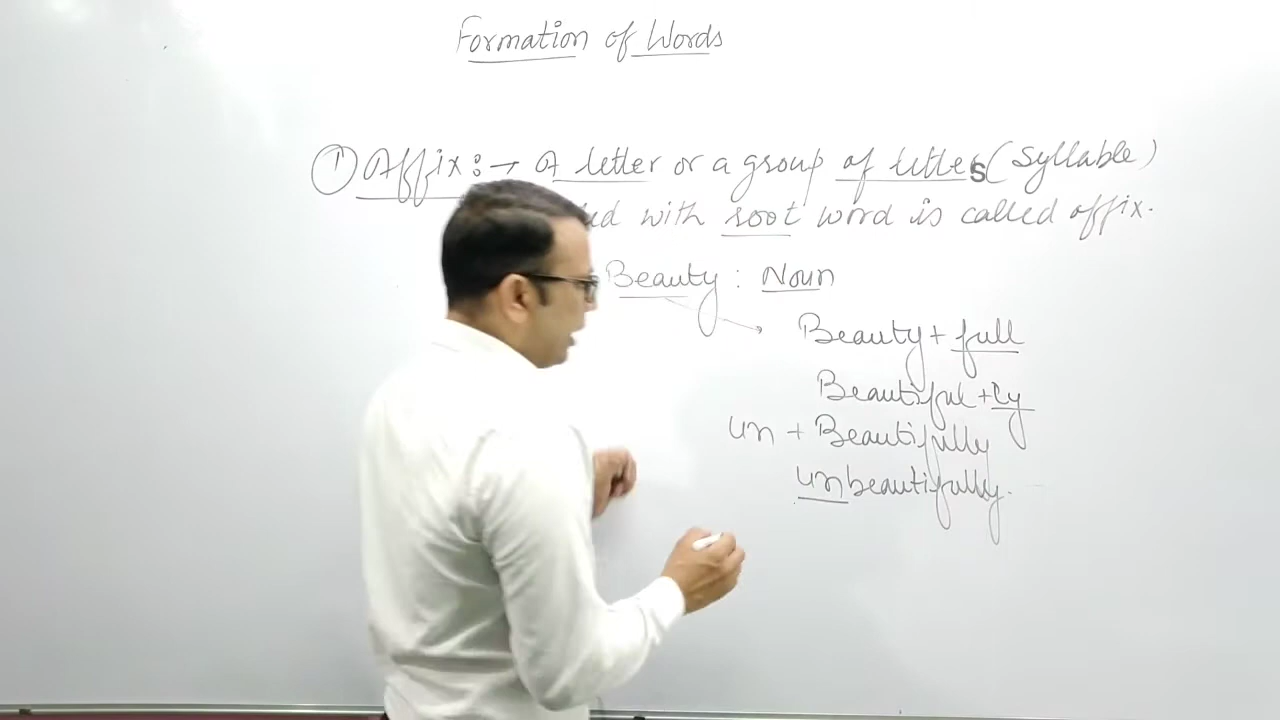 Formation of Words
① Affix :→ A letter or a group of lettes (Syllable)
with root word is called affix.
Beauty : Noun
Beauty + full
Beautiful + ly
un + Beautifully
unbeautifully.